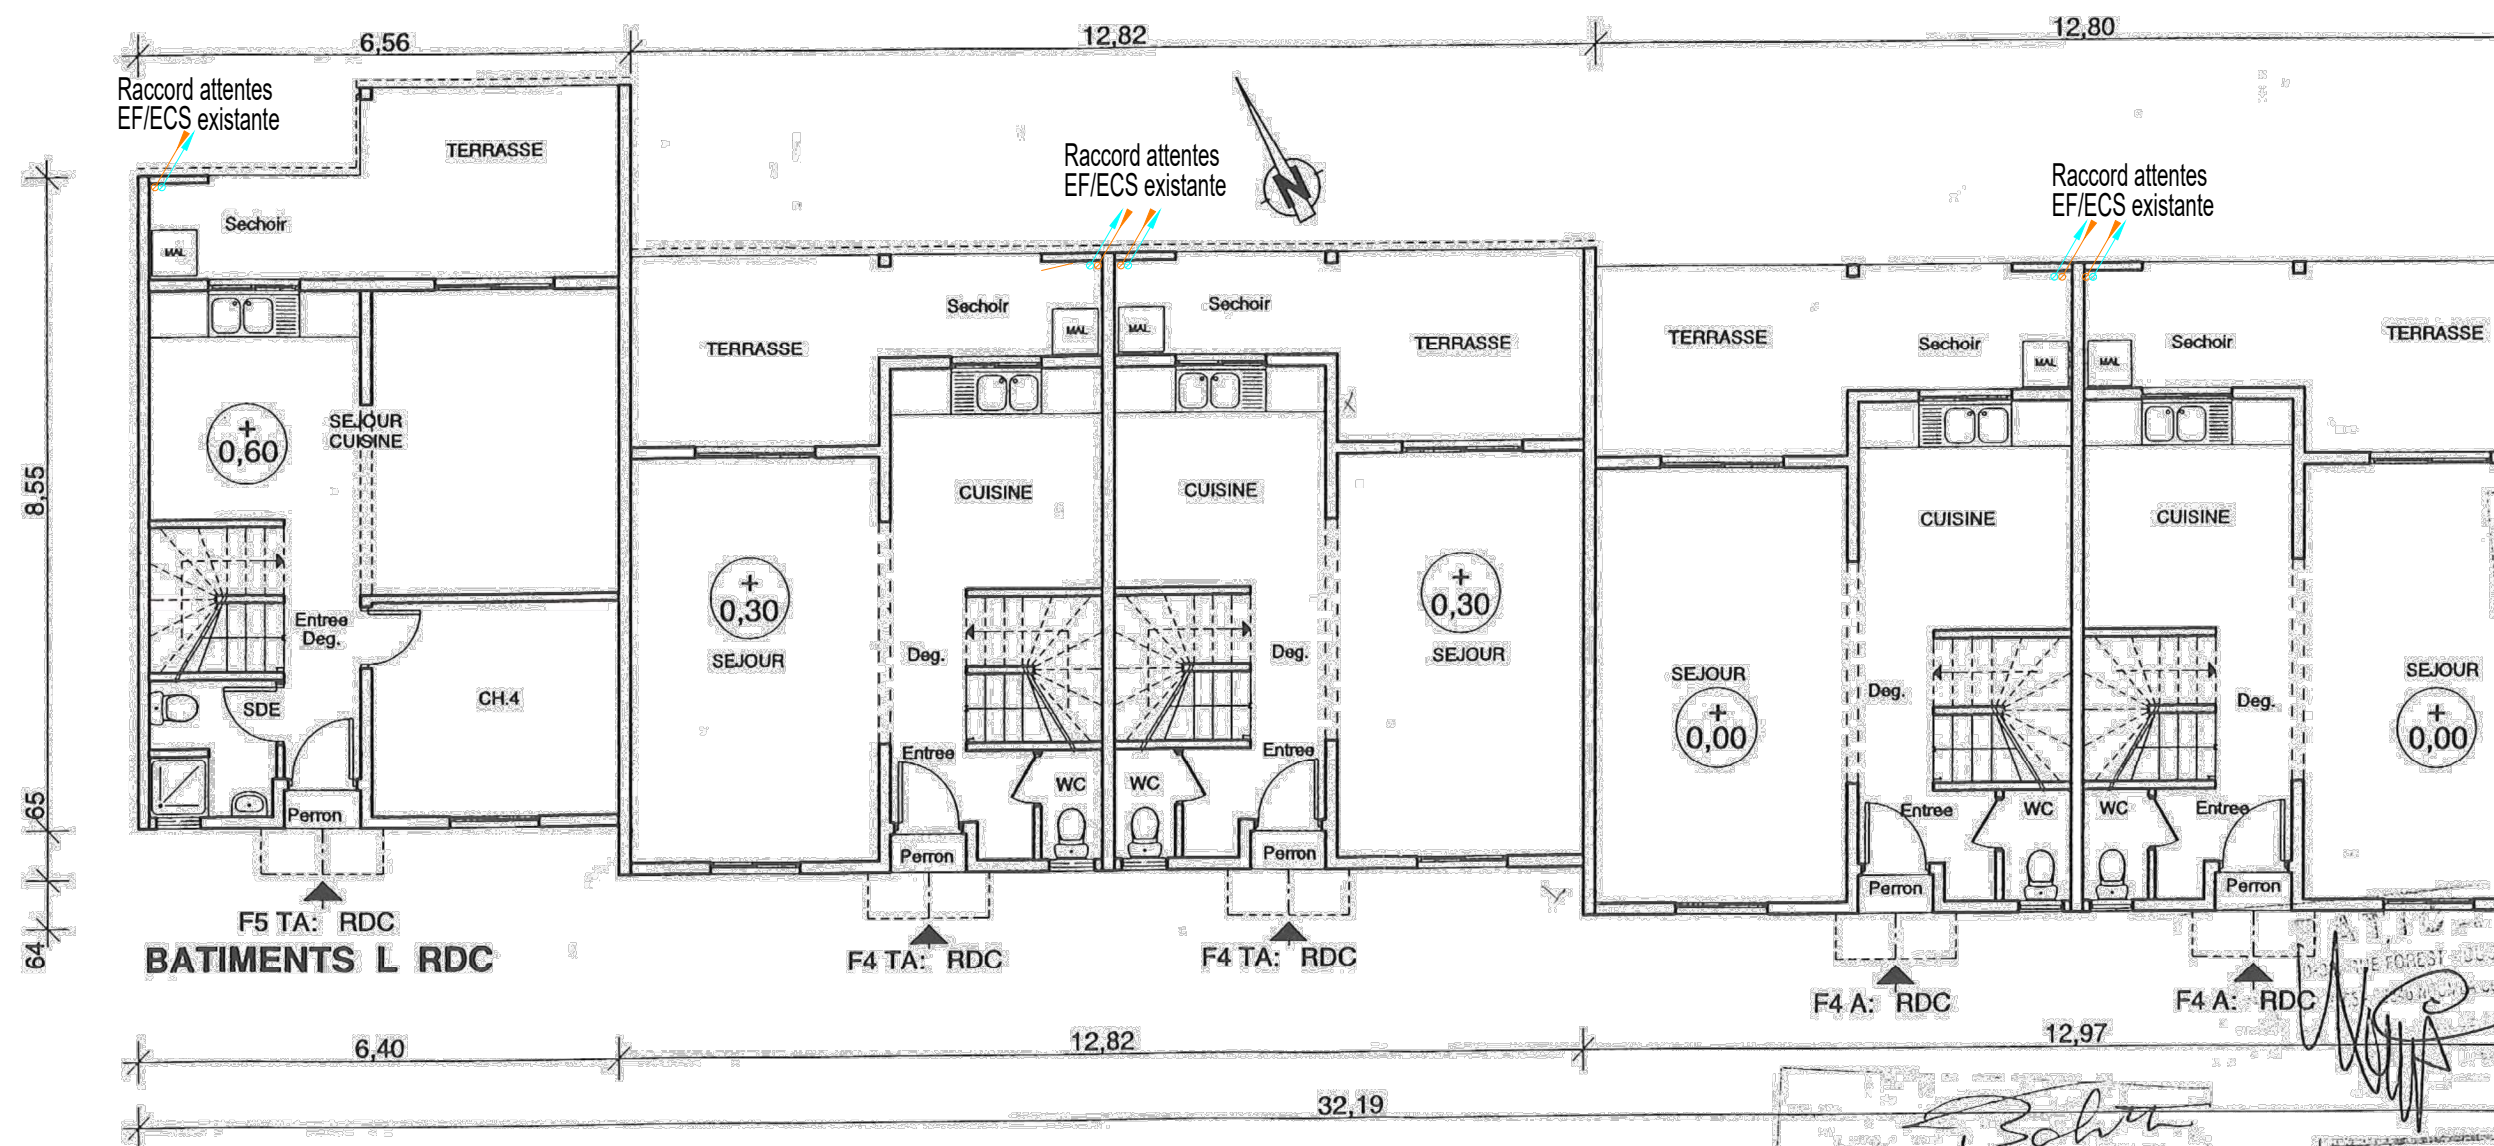 6,56
12,82
12,80
Raccord attentes
EF/ECS existante
Raccord attentes
EF/ECS existante
Raccord attentes
EF/ECS existante
N
TERRASSE
Sechoir
MAL
Sechoir
MAL
MAL
Sechoir
TERRASSE
TERRASSE
TERRASSE
Sechoir
MAL
MAL
Sechoir
TERRASSE
SEJOUR
CUISINE
+
0,60
8,55
CUISINE
CUISINE
CUISINE
CUISINE
+
0,30
SEJOUR
+
0,30
SEJOUR
Entree
Deg.
Deg.
Deg.
SEJOUR
+
0,00
Deg.
Deg.
SEJOUR
+
0,00
SDE
CH.4
Entree
WC
WC
Entree
Entree
WC
WC
Entree
65
Perron
Perron
Perron
Perron
Perron
F5 TA: RDC
BATIMENTS L RDC
64
F4 TA: RDC
F4 TA: RDC
F4 A: RDC
F4 A: RDC
6,40
12,82
12,97
32,19